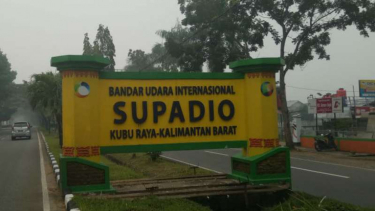 BANDAR UDARA INTERNASIONAL
SUPADIO
KUBU RAYA-KALIMANTAN BARAT